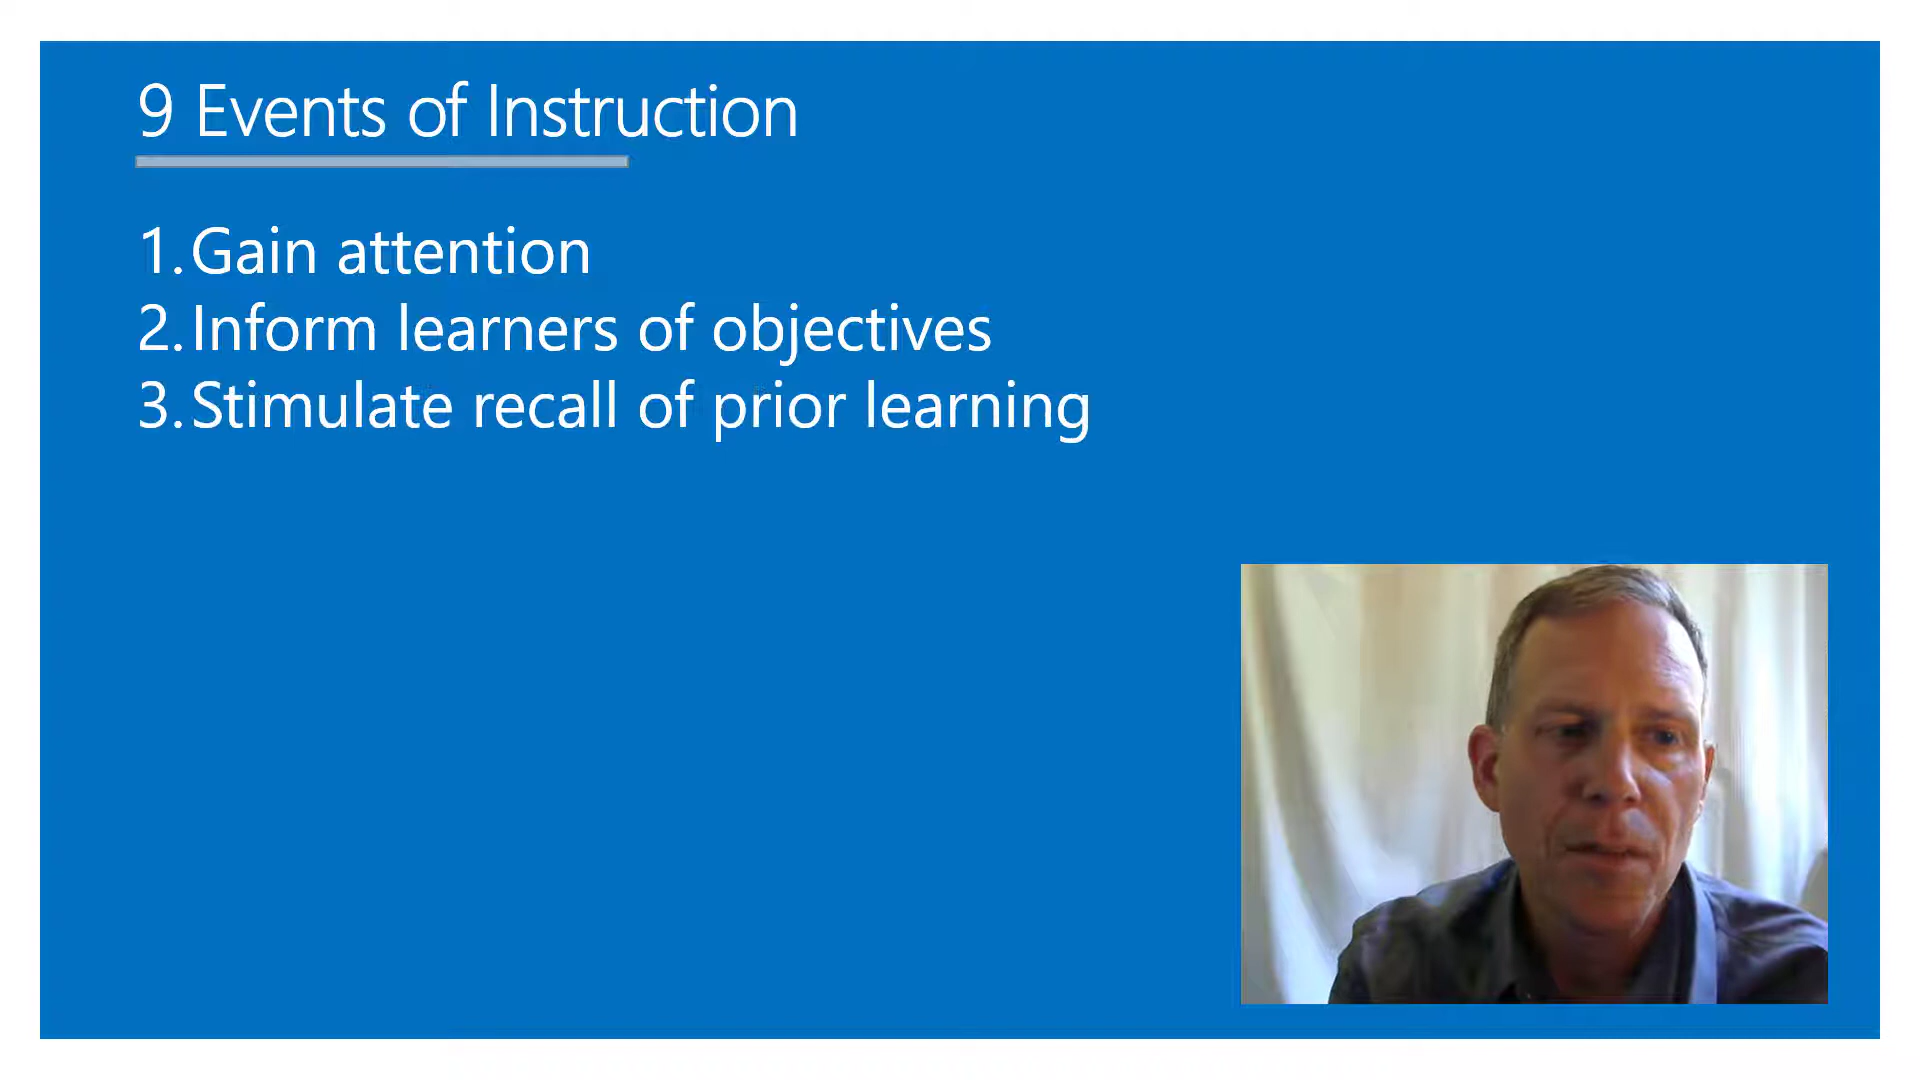 9 Events of Instruction
1. Gain attention
2. Inform learners of objectives
3. Stimulate recall of prior learning